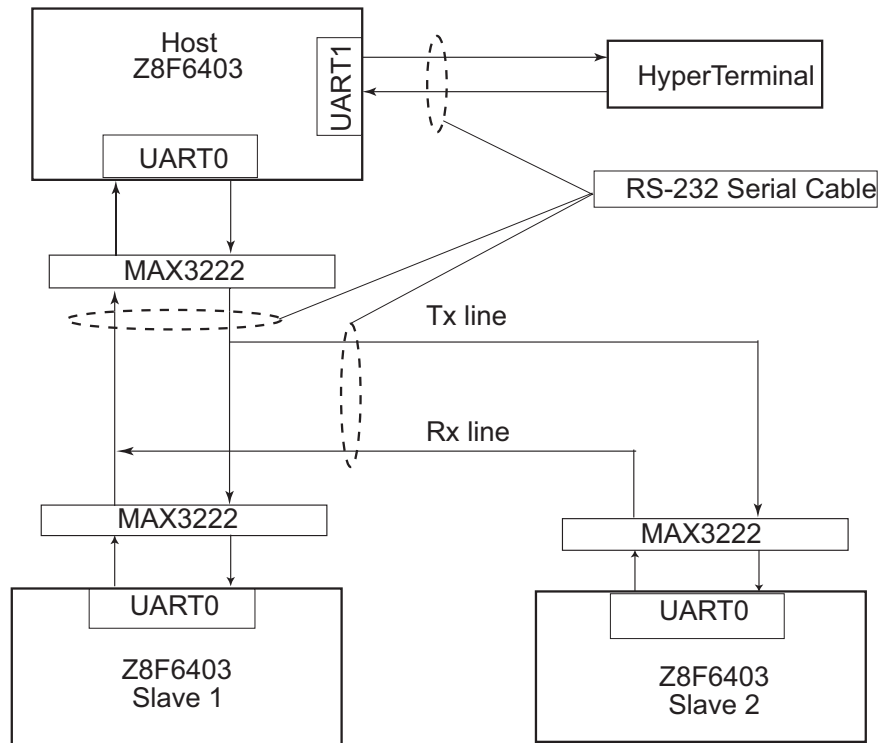 Host
Z8F6403
UART1
HyperTerminal
UART0
RS-232 Serial Cable
MAX3222
Tx line
Rx line
MAX3222
MAX3222
UART0
UART0
Z8F6403
Slave 1
Z8F6403
Slave 2